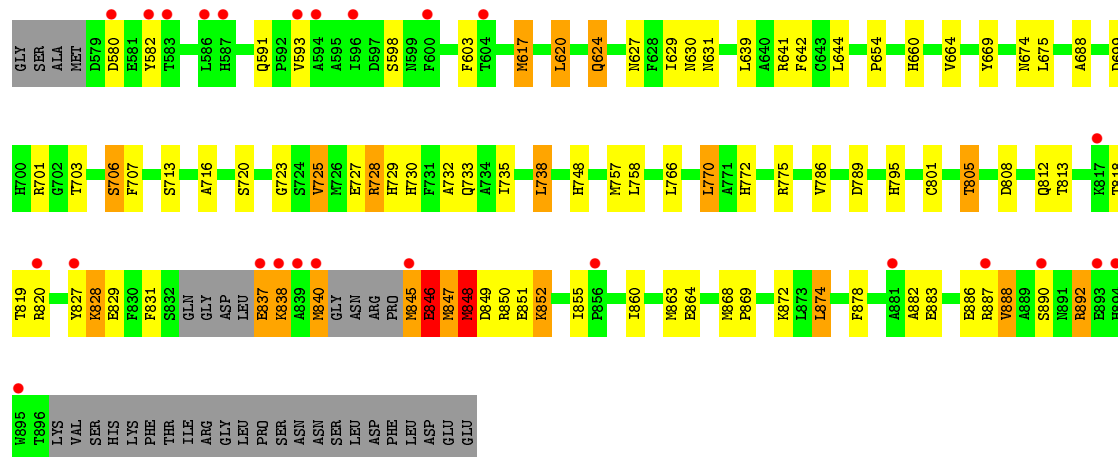 GLY SER ALA MET D579 D580 E581 Y582 T583 L586 H587 Q591 P592 V593 A594 A595 I596 D597 S598 N599 F600 F603 T604 M617 L620 Q624 N627 F628 I629 N630 N631 L639 A640 R641 F642 C643 L644 P654 H660 V664 Y669 N674 L675 A688 D699
H700 R701 G702 T703 S706 F707 S713 A716 S720 G723 S724 V725 M726 E727 R728 H729 H730 F731 A732 Q733 A734 I735 L738 H748 M757 L758 L766 L770 A771 H772 R775 V786 D789 H795 C801 T805 D808 Q812 T813 K817 T818
T819 R820 Y827 K828 E829 F830 F831 S832 GLN GLY ASP LEU E837 K838 A839 M840 GLY ASN ARG PRO M845 E846 M847 M848 D849 R850 E851 K852 I855 P856 I860 M863 E864 M868 P869 K872 L873 L874 F878 A881 A882 E883 E886 R887 V888 A889 S890 N891 R892 E893 H894
W895 T896 LYS VAL SER HIS LYS PHE THR ILE ARG GLY LEU PRO SER ASN ASN SER LEU ASP PHE LEU ASP GLU GLU